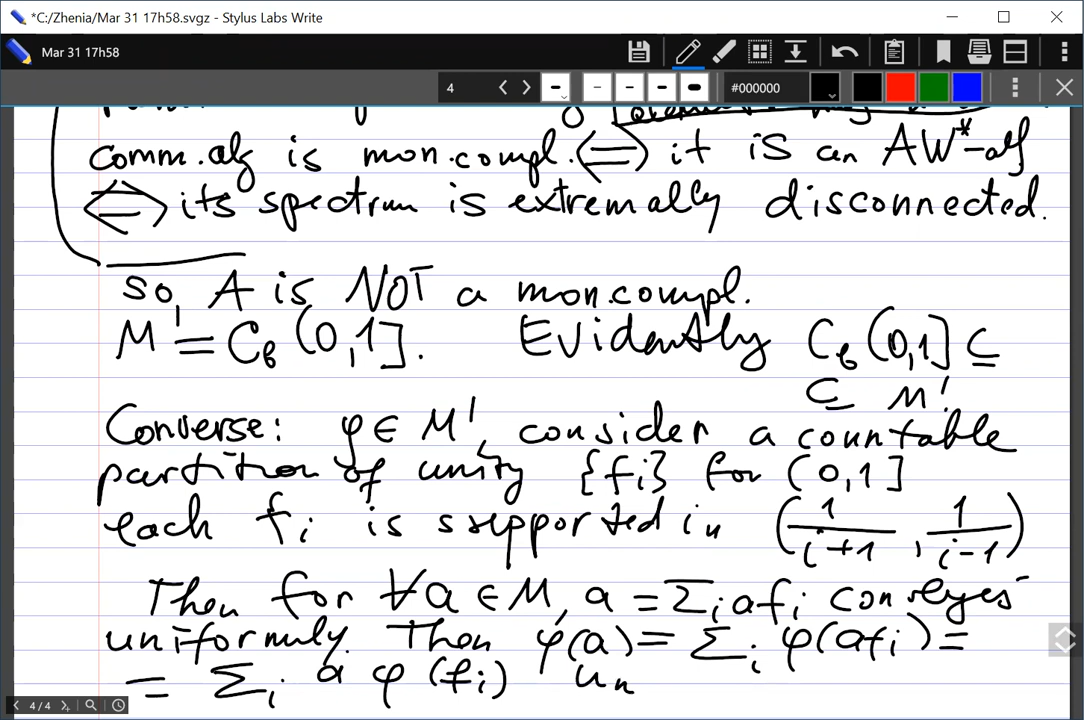 *C:/Zhenia/Mar 31 17h58.svgz - Stylus Labs Write
Mar 31 17h58
4
#000000
comm. alg is mon. compl. ⟺ it is an AW*-alg
⟺ its spectrum is extremally disconnected.
so, A is NOT a mon. compl.
M' = C_b (0,1]. Evidently C_b (0,1] ⊆
⊆ M'.
Converse: φ ∈ M', consider a countable
partition of unity {f_i} for (0,1]
each f_i is supported in (1/(i+1), 1/(i-1))
Then for ∀a ∈ M, a = Σ_i a f_i converges
uniformly. Then φ(a) = Σ_i φ(a f_i) =
= Σ_i a φ(f_i) un
4/4